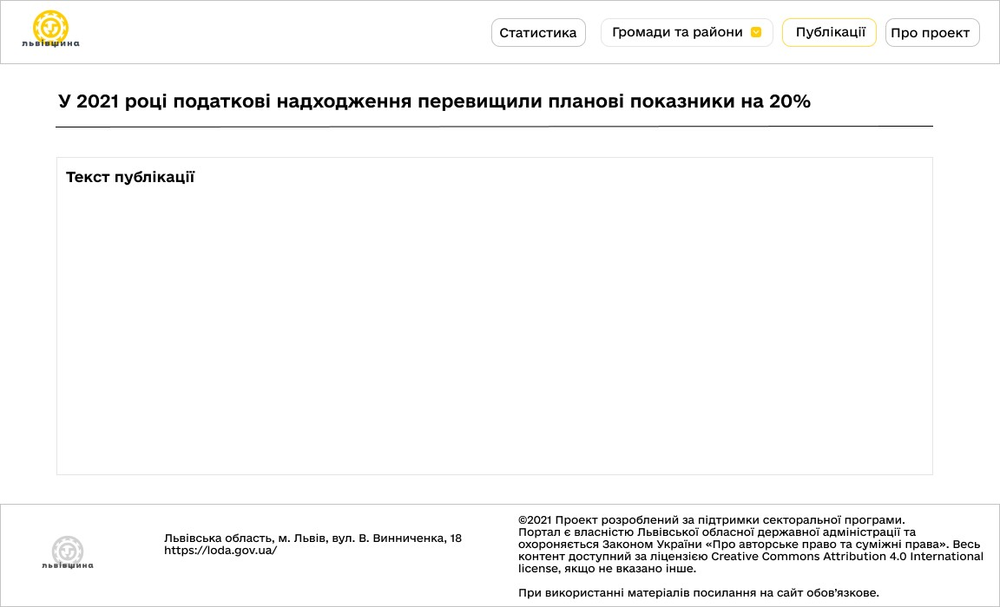 львівщина
Статистика
Громади та райони
Публікації
Про проект
У 2021 році податкові надходження перевищили планові показники на 20%
Текст публікації
львівщина
Львівська область, м. Львів, вул. В. Винниченка, 18
https://loda.gov.ua/
©2021 Проект розроблений за підтримки секторальної програми.
Портал є власністю Львівської обласної державної адміністрації та
охороняється Законом України «Про авторське право та суміжні права». Весь
контент доступний за ліцензією Creative Commons Attribution 4.0 International
license, якщо не вказано інше.
При використанні матеріалів посилання на сайт обов’язкове.